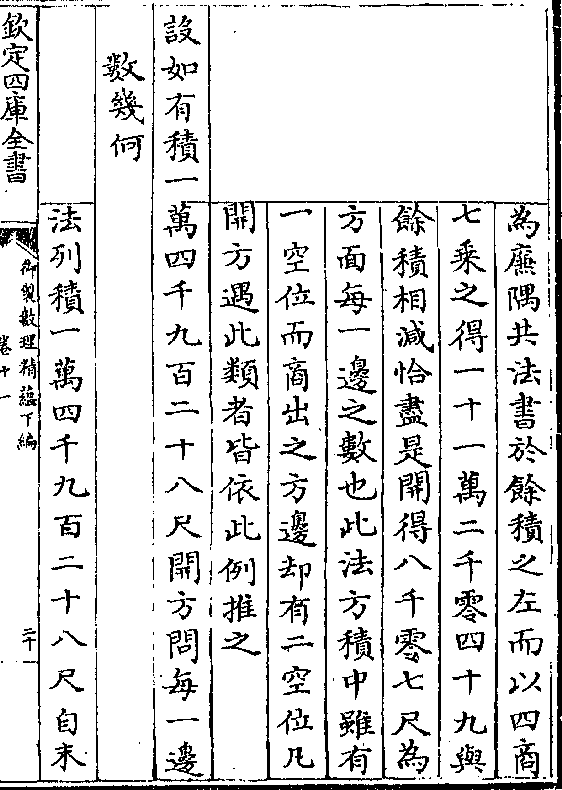 為廉隅共法書於餘積之左而以四商
七乘之得一十一萬二千零四十九與
餘積相減恰盡是開得八千零七尺為
方面每一邊之數也此法方積中雖有
一空位而商出之方邊却有二空位凡
開方遇此類者皆依此例推之
設如有積一萬四千九百二十八尺開方問每一邊
數幾何
法列積一萬四千九百二十八尺自末
欽定四庫全書
御製數理精蘊下編
卷十一
二十一